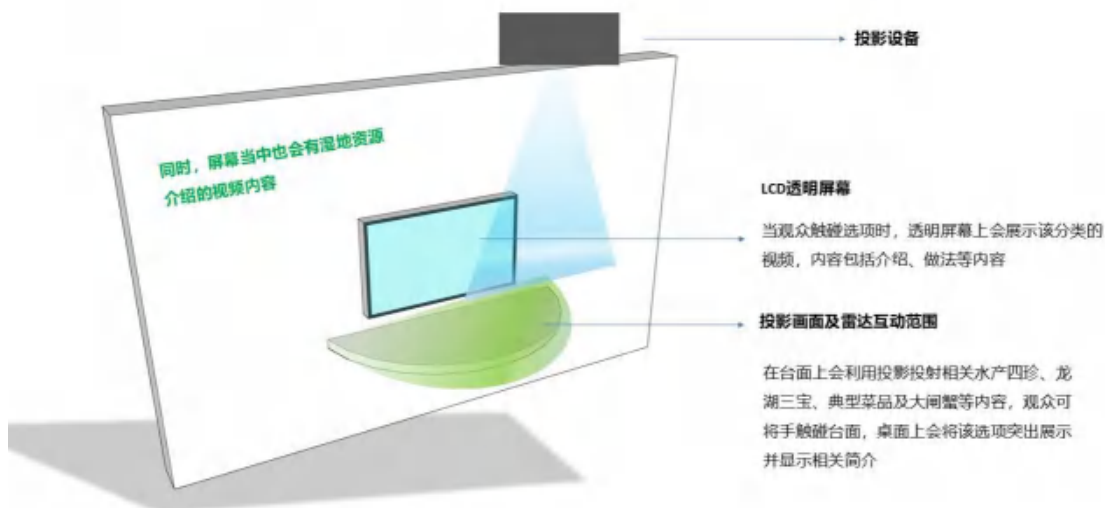 投影设备
同时，屏幕当中也会有湿地资源
介绍的视频内容
LCD透明屏幕
当观众触碰选项时，透明屏幕上会展示该分类的
视频，内容包括介绍、做法等内容
投影画面及雷达互动范围
在台面上会利用投影投射相关水产四珍、龙
湖三宝、典型菜品及大闸蟹等内容，观众可
将手触碰台面，桌面上会将该选项突出展示
并显示相关简介